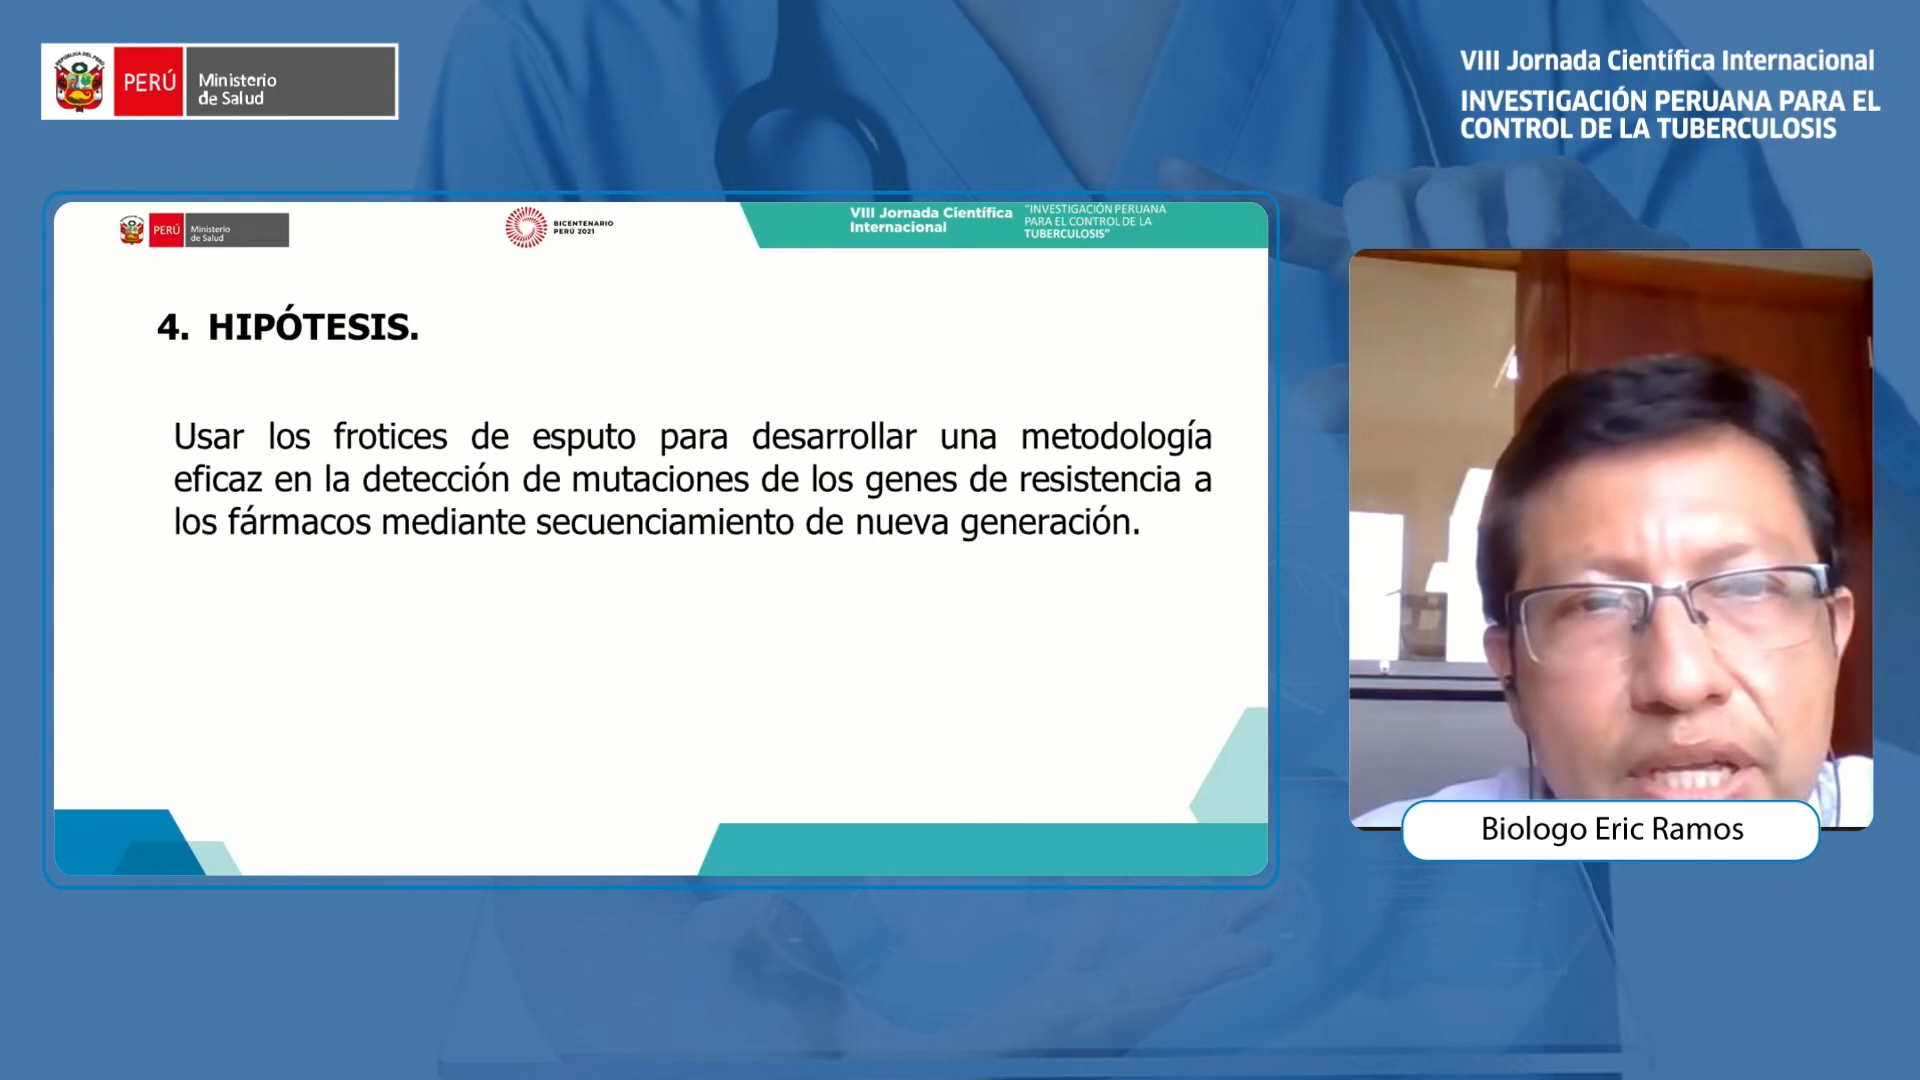 PERÚ
Ministerio
de Salud
VIII Jornada Científica Internacional
INVESTIGACIÓN PERUANA PARA EL
CONTROL DE LA TUBERCULOSIS
PERÚ
Ministerio
de Salud
BICENTENARIO
PERÚ 2021
VIII Jornada Científica
Internacional
"INVESTIGACIÓN PERUANA
PARA EL CONTROL DE LA
TUBERCULOSIS"
4. HIPÓTESIS.
Usar los frotices de esputo para desarrollar una metodología
eficaz en la detección de mutaciones de los genes de resistencia a
los fármacos mediante secuenciamiento de nueva generación.
Biologo Eric Ramos